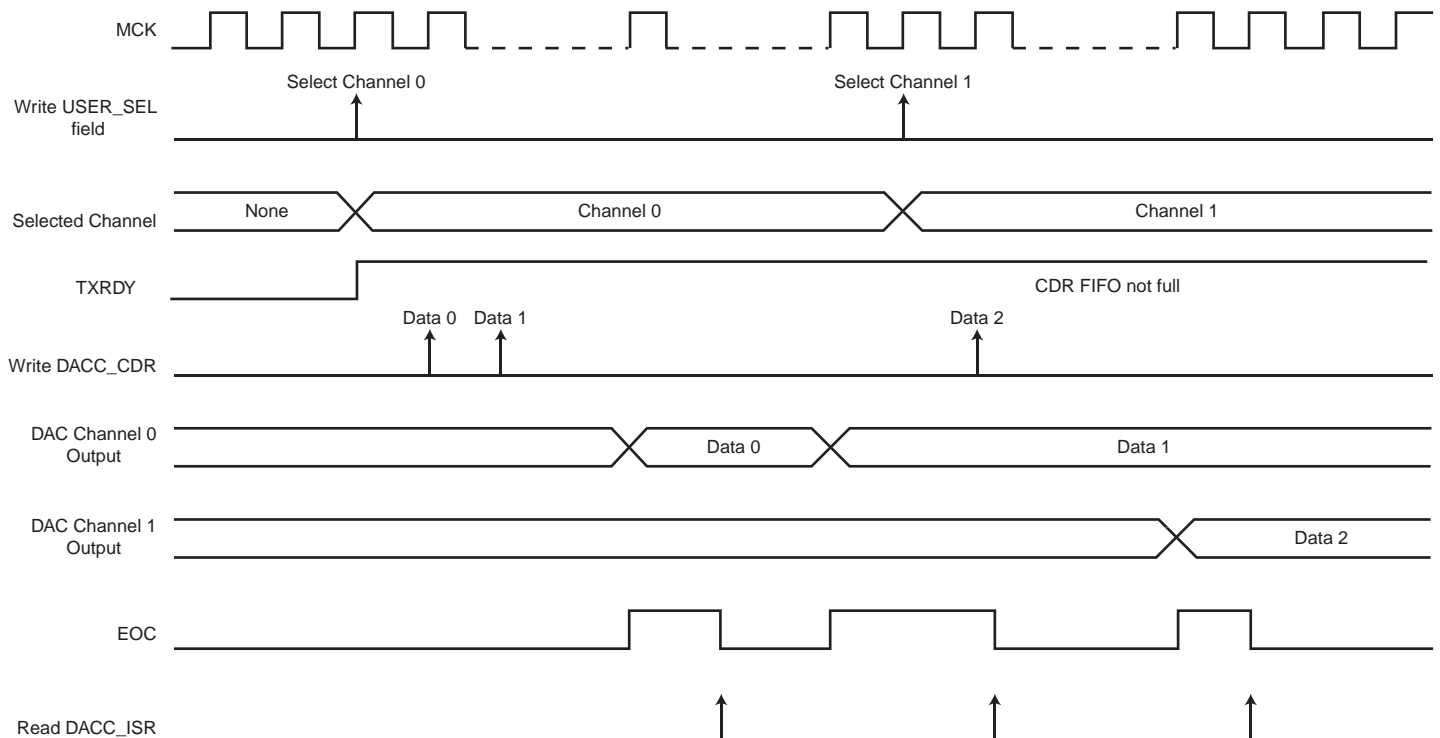 MCK
Select Channel 0
Select Channel 1
Write USER_SEL
field
Selected Channel
None
Channel 0
Channel 1
TXRDY
CDR FIFO not full
Data 0
Data 1
Data 2
Write DACC_CDR
DAC Channel 0
Output
Data 0
Data 1
DAC Channel 1
Output
Data 2
EOC
Read DACC_ISR